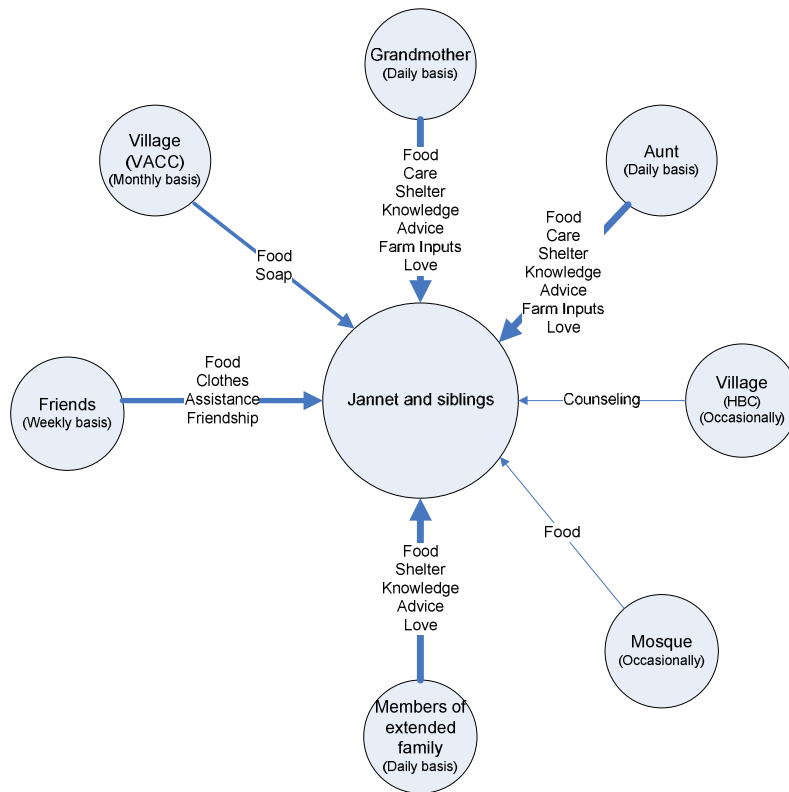 Grandmother
(Daily basis)
Food
Care
Shelter
Knowledge
Advice
Farm Inputs
Love
Village
(VACC)
(Monthly basis)
Food
Soap
Aunt
(Daily basis)
Food
Care
Shelter
Knowledge
Advice
Farm Inputs
Love
Friends
(Weekly basis)
Food
Clothes
Assistance
Friendship
Jannet and siblings
Counseling
Village
(HBC)
(Occasionally)
Food
Mosque
(Occasionally)
Food
Shelter
Knowledge
Advice
Love
Members of
extended
family
(Daily basis)